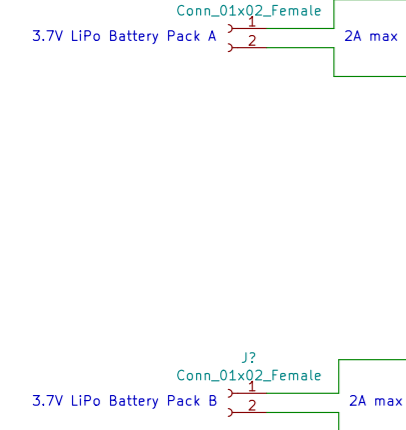 Conn_01x02_Female
1
3.7V LiPo Battery Pack A
2
2A max
J?
Conn_01x02_Female
1
3.7V LiPo Battery Pack B
2
2A max